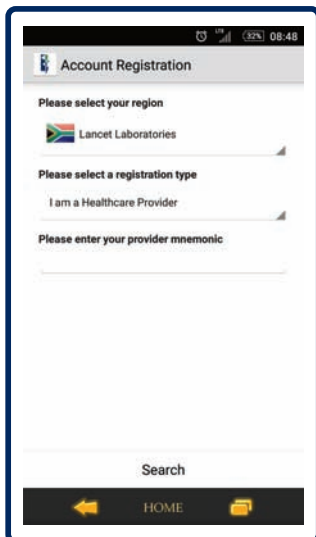 LTE 32% 08:48
Account Registration
Please select your region
Lancet Laboratories
Please select a registration type
I am a Healthcare Provider
Please enter your provider mnemonic
Search
HOME